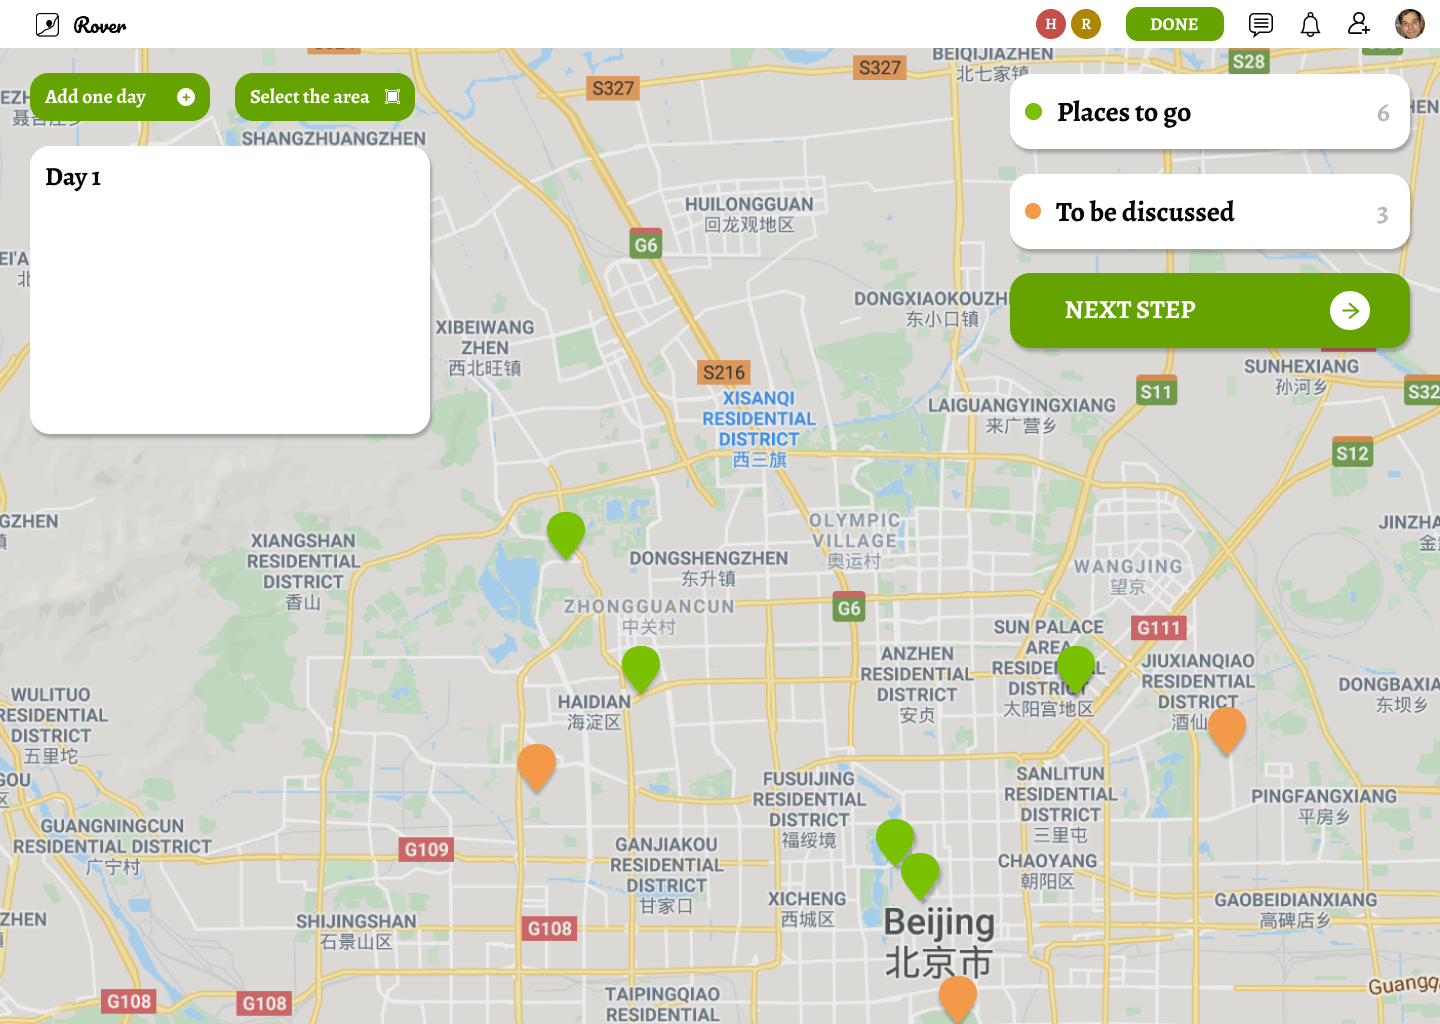 Rover
H
R
DONE
Add one day
Select the area
Day 1
Places to go
6
To be discussed
3
NEXT STEP
S327
S327
S28
BEIQIJIAZHEN
北七家镇
SHANGZHUANGZHEN
HUILONGGUAN
回龙观地区
G6
DONGXIAOKOUZH
东小口镇
XIBEIWANG
ZHEN
西北旺镇
S216
XISANQI
RESIDENTIAL
DISTRICT
西三旗
LAIGUANGYINGXIANG
来广营乡
S11
SUNHEXIANG
孙河乡
S32
S12
GZHEN
XIANGSHAN
RESIDENTIAL
DISTRICT
香山
DONGSHENGZHEN
东升镇
OLYMPIC
VILLAGE
奥运村
WANGJING
望京
JINZHA
ZHONGGUANCUN
中关村
G6
SUN PALACE
AREA
DISTRICT
太阳宫地区
G111
ANZHEN
RESIDENTIAL
DISTRICT
安贞
JIUXIANQIAO
RESIDENTIAL
DISTRICT
酒仙
HAIDIAN
海淀区
DONGBAXIA
东坝乡
WULITUO
RESIDENTIAL
DISTRICT
五里坨
GOU
区
FUSUIJING
RESIDENTIAL
DISTRICT
福绥境
SANLITUN
RESIDENTIAL
DISTRICT
三里屯
PINGFANGXIANG
平房乡
GUANGNINGCUN
RESIDENTIAL DISTRICT
广宁村
G109
GANJIAKOU
RESIDENTIAL
DISTRICT
甘家口
CHAOYANG
朝阳区
XICHENG
西城区
GAOBEIDIANXIANG
高碑店乡
ZHEN
SHIJINGSHAN
石景山区
G108
Beijing
北京市
G108
G108
TAIPINGQIAO
RESIDENTIAL
Guangq